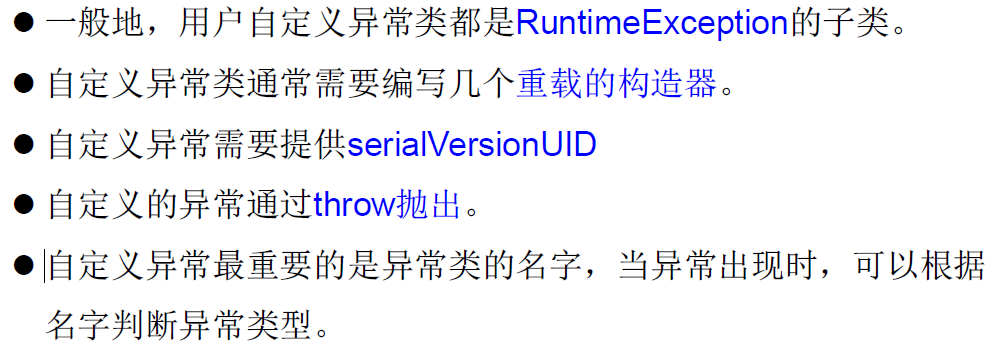 ● 一般地，用户自定义异常类都是RuntimeException的子类。
● 自定义异常类通常需要编写几个重载的构造器。
● 自定义异常需要提供serialVersionUID
● 自定义的异常通过throw抛出。
● 自定义异常最重要的是异常类的名字，当异常出现时，可以根据
名字判断异常类型。